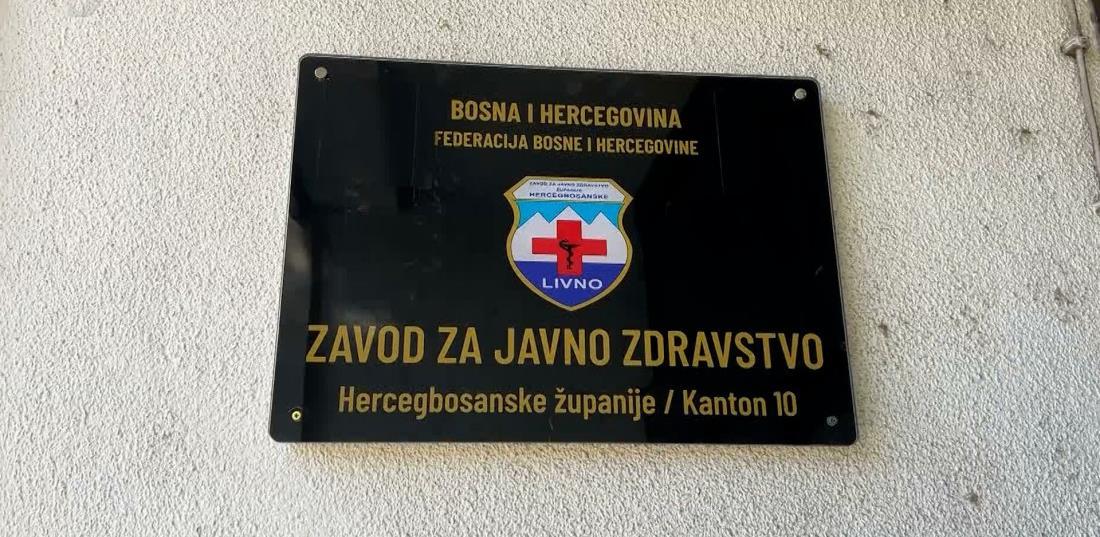 BOSNA I HERCEGOVINA
FEDERACIJA BOSNE I HERCEGOVINE
ZAVOD ZA JAVNO ZDRAVSTVO
ŽUPANIJE
HERCEGBOSANSKE
LIVNO
ZAVOD ZA JAVNO ZDRAVSTVO
Hercegbosanske županije / Kanton 10